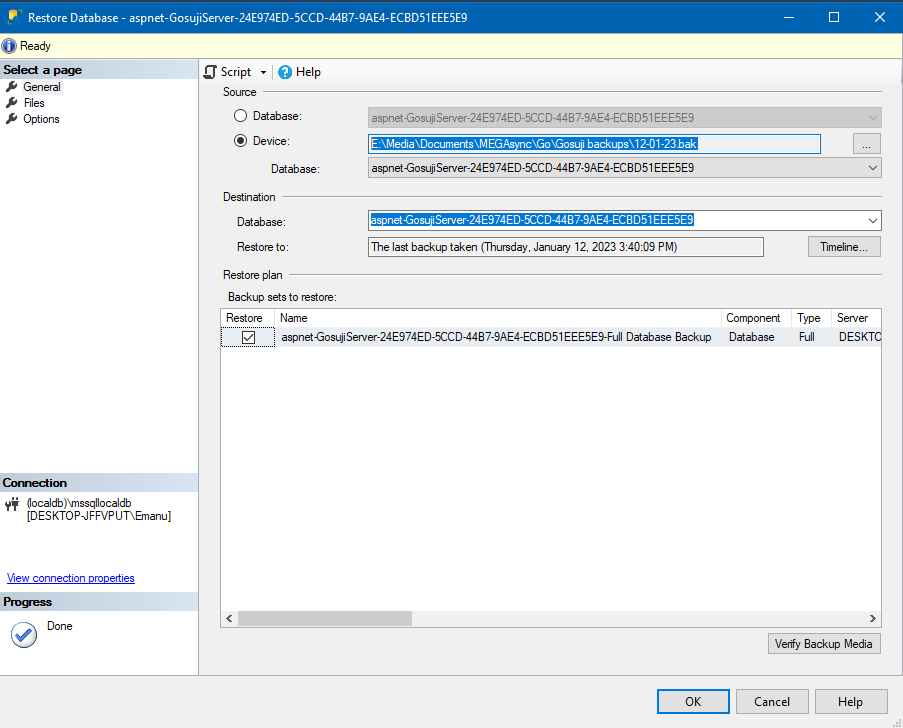 Restore Database - aspnet-GosujiServer-24E974ED-5CCD-44B7-9AE4-ECBD51EEE5E9
Ready
Select a page
General
Files
Options
Script
Help
Source
Database:
aspnet-GosujiServer-24E974ED-5CCD-44B7-9AE4-ECBD51EEE5E9
Device:
E:\Media\Documents\MEGAsync\Go\Gosuji backups\12-01-23.bak
...
Database:
aspnet-GosujiServer-24E974ED-5CCD-44B7-9AE4-ECBD51EEE5E9
Destination
Database:
aspnet-GosujiServer-24E974ED-5CCD-44B7-9AE4-ECBD51EEE5E9
Restore to:
The last backup taken (Thursday, January 12, 2023 3:40:09 PM)
Timeline...
Restore plan
Backup sets to restore:
Restore Name Component Type Server
aspnet-GosujiServer-24E974ED-5CCD-44B7-9AE4-ECBD51EEE5E9-Full Database Backup Database Full DESKTO
Connection
(localdb)\mssqllocaldb
[DESKTOP-JFFVPUT\Emanu]
View connection properties
Progress
Done
Verify Backup Media
OK
Cancel
Help